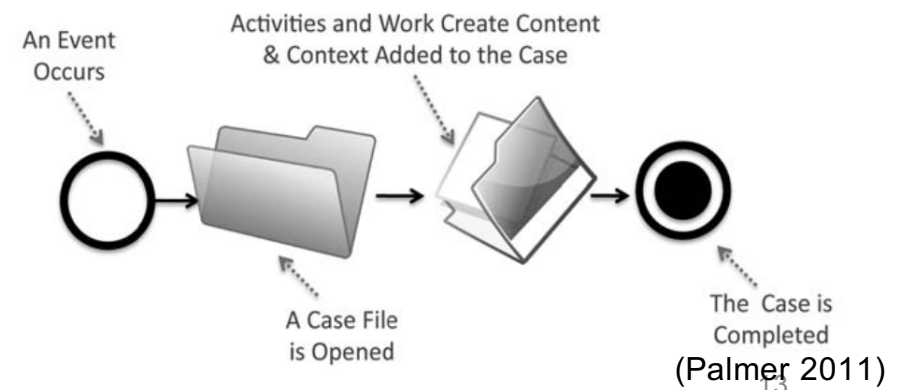 An Event
Occurs
Activities and Work Create Content
& Context Added to the Case
A Case File
is Opened
The Case is
Completed
(Palmer 2011)
13